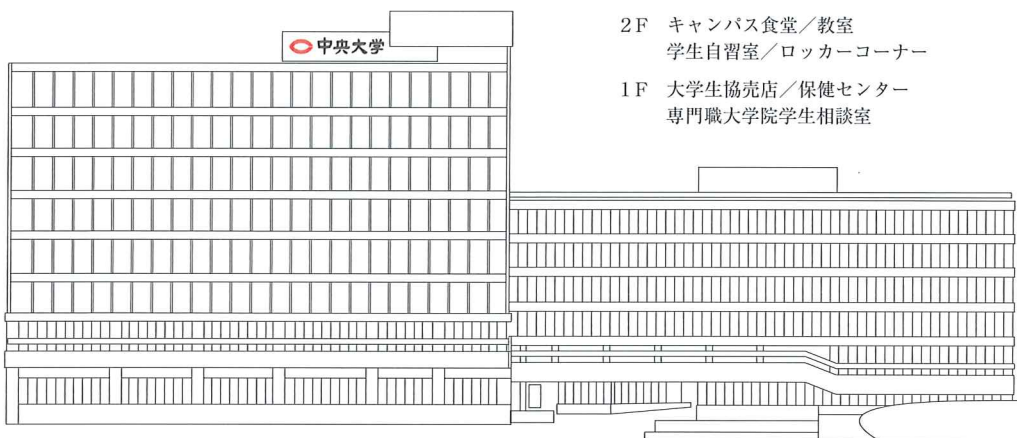 中央大学
2F キャンパス食堂／教室
学生自習室／ロッカーコーナー
1F 大学生協売店／保健センター
専門職大学院学生相談室